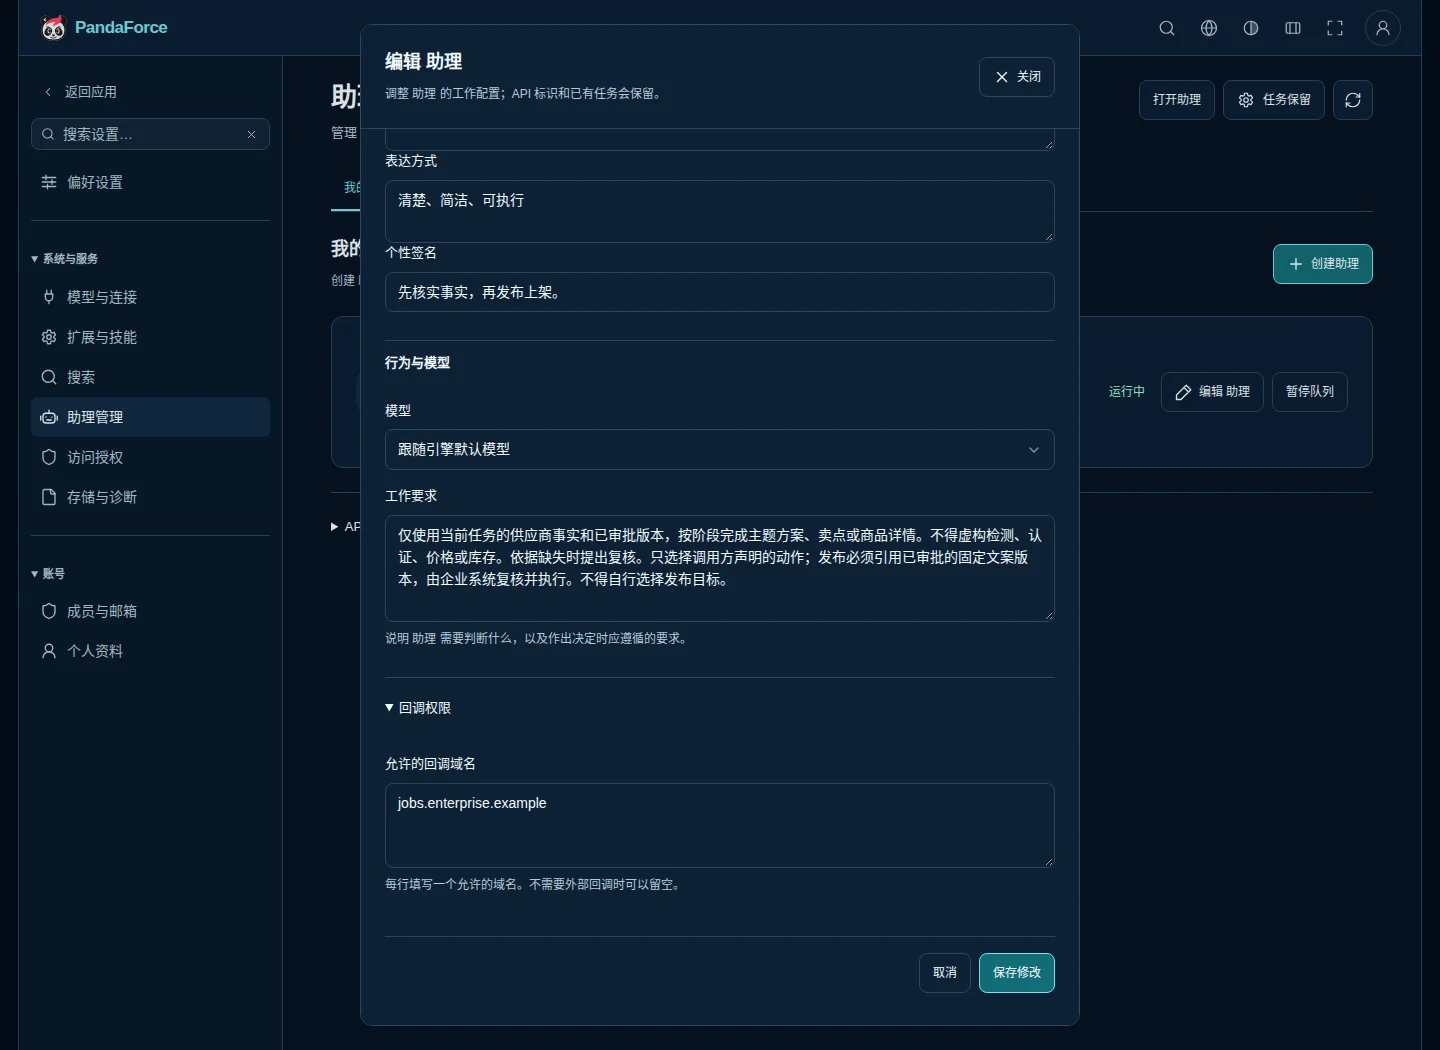 PandaForce
返回应用
搜索设置...
偏好设置
系统与服务
模型与连接
扩展与技能
搜索
助理管理
访问授权
存储与诊断
账号
成员与邮箱
个人资料
助
管理
我的
我的
创建
AP
打开助理
任务保留
创建助理
运行中
编辑 助理
暂停队列
编辑 助理
调整 助理 的工作配置；API 标识和已有任务会保留。
关闭
表达方式
清楚、简洁、可执行
个性签名
先核实事实，再发布上架。
行为与模型
模型
跟随引擎默认模型
工作要求
仅使用当前任务的供应商事实和已审批版本，按阶段完成主题方案、卖点或商品详情。不得虚构检测、认
证、价格或库存。依据缺失时提出复核。只选择调用方声明的动作；发布必须引用已审批的固定文案版
本，由企业系统复核并执行。不得自行选择发布目标。
说明 助理 需要判断什么，以及作出决定时应遵循的要求。
回调权限
允许的回调域名
jobs.enterprise.example
每行填写一个允许的域名。不需要外部回调时可以留空。
取消
保存修改